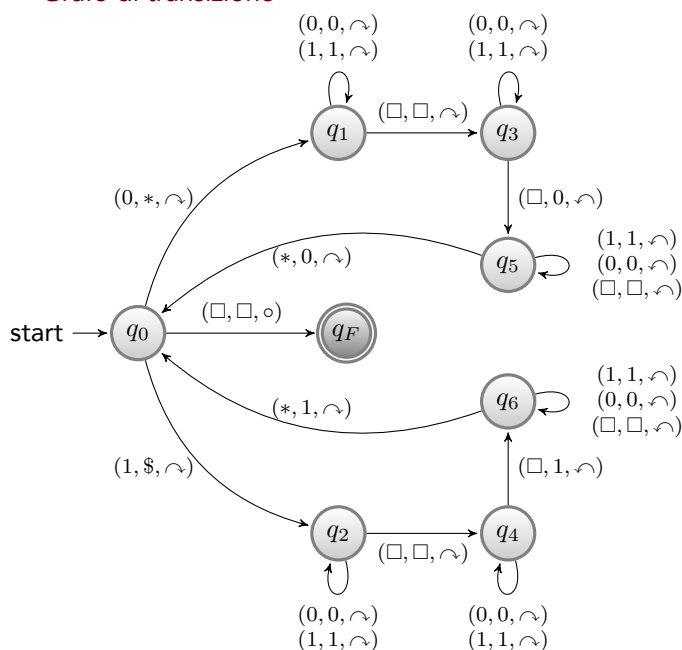 Grafo di transizione
(0, 0, ↷)
(1, 1, ↷)
(0, 0, ↷)
(1, 1, ↷)
q1
(□, □, ↷)
q3
(0, *, ↷)
(□, 0, ↶)
(*, 0, ↷)
q5
(1, 1, ↶)
(0, 0, ↶)
(□, □, ↶)
start
q0
(□, □, ∘)
qF
(*, 1, ↷)
q6
(1, 1, ↶)
(0, 0, ↶)
(□, □, ↶)
(1, $, ↷)
(□, 1, ↶)
q2
(□, □, ↷)
q4
(0, 0, ↷)
(1, 1, ↷)
(0, 0, ↷)
(1, 1, ↷)